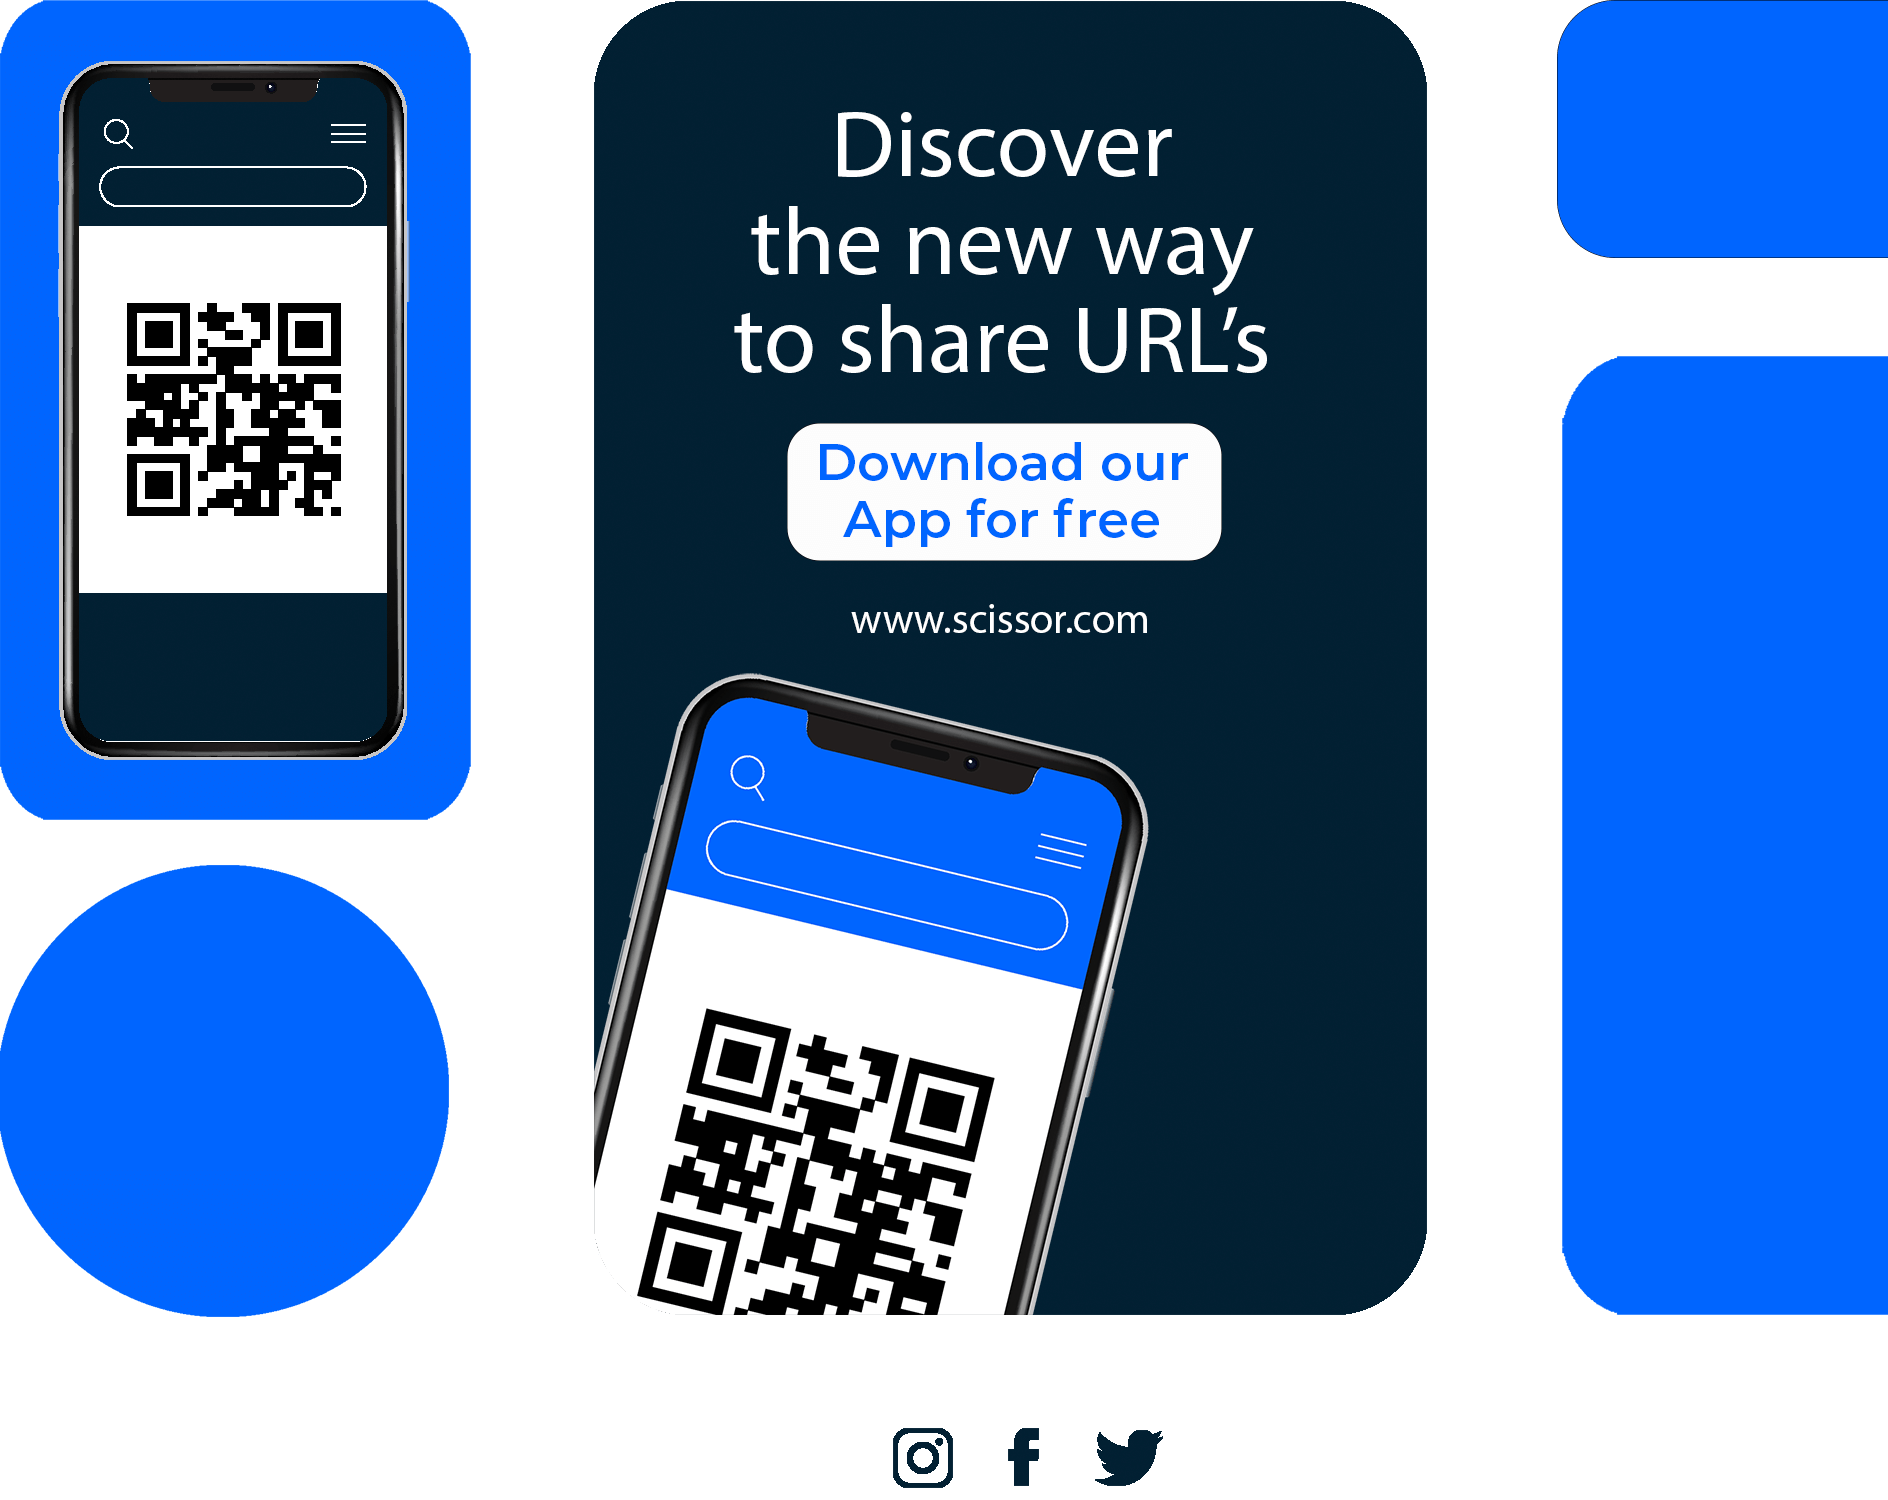 Discover
the new way
to share URL’s
Download our
App for free
www.scissor.com